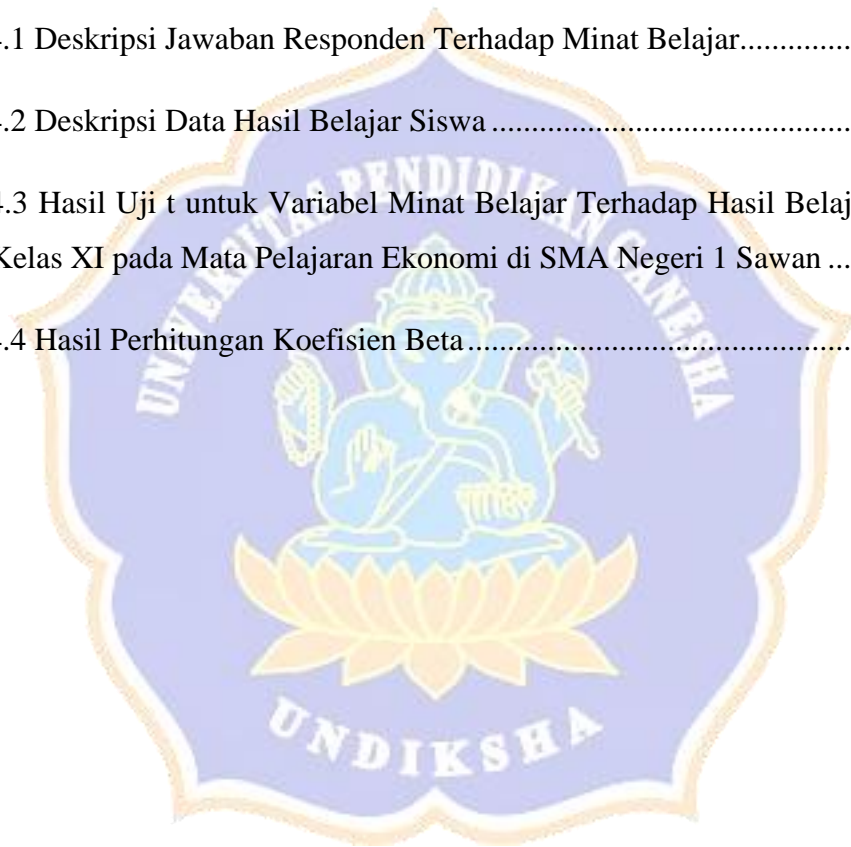 .1 Deskripsi Jawaban Responden Terhadap Minat Belajar..............
.2 Deskripsi Data Hasil Belajar Siswa .............................................
4.3 Hasil Uji t untuk Variabel Minat Belajar Terhadap Hasil Belaj
Kelas XI pada Mata Pelajaran Ekonomi di SMA Negeri 1 Sawan ...
.4 Hasil Perhitungan Koefisien Beta................................................
UNIVERSITAS PENDIDIKAN GANESHA
UNDIKSHA